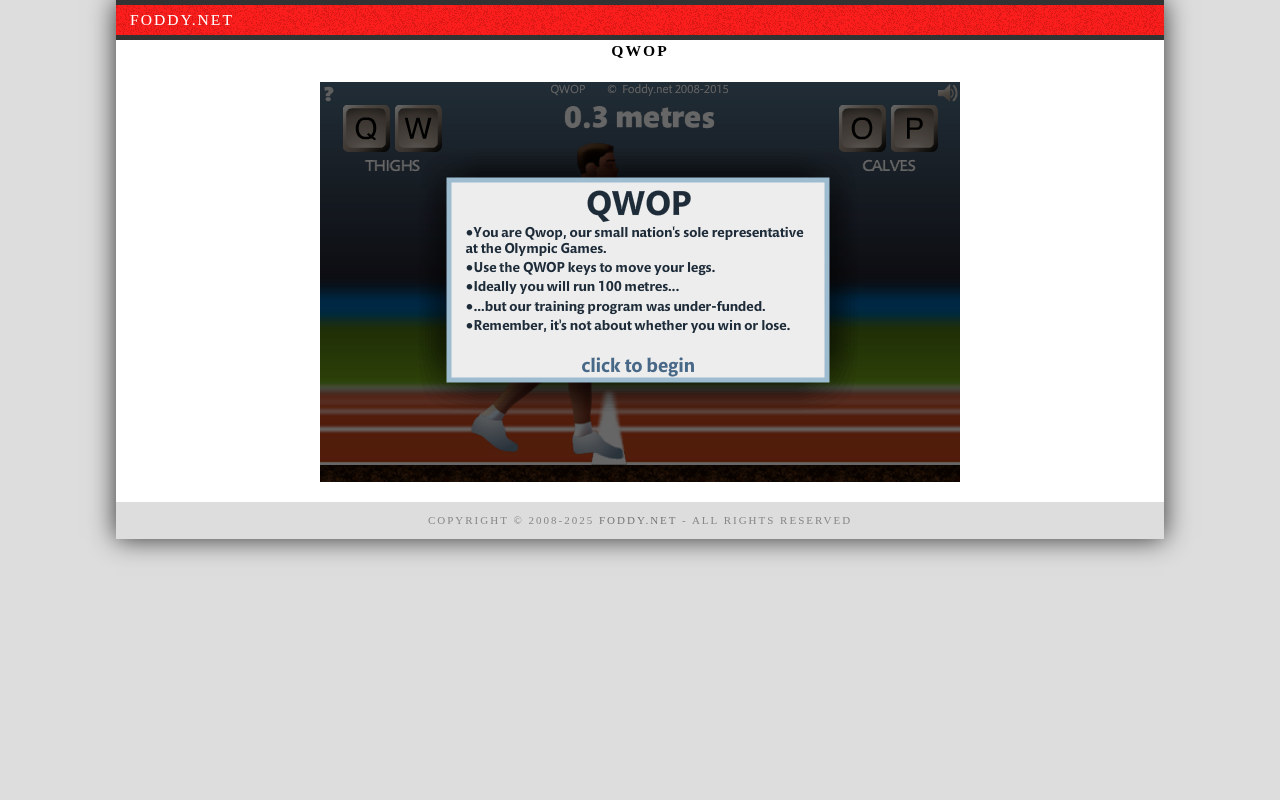 FODDY.NET
QWOP
QWOP © Foddy.net 2008-2015
?
0.3 metres
Q W
O P
THIGHS
CALVES
QWOP
•You are Qwop, our small nation's sole representative
at the Olympic Games.
•Use the QWOP keys to move your legs.
•Ideally you will run 100 metres...
•...but our training program was under-funded.
•Remember, it's not about whether you win or lose.
click to begin
COPYRIGHT © 2008-2025 FODDY.NET - ALL RIGHTS RESERVED